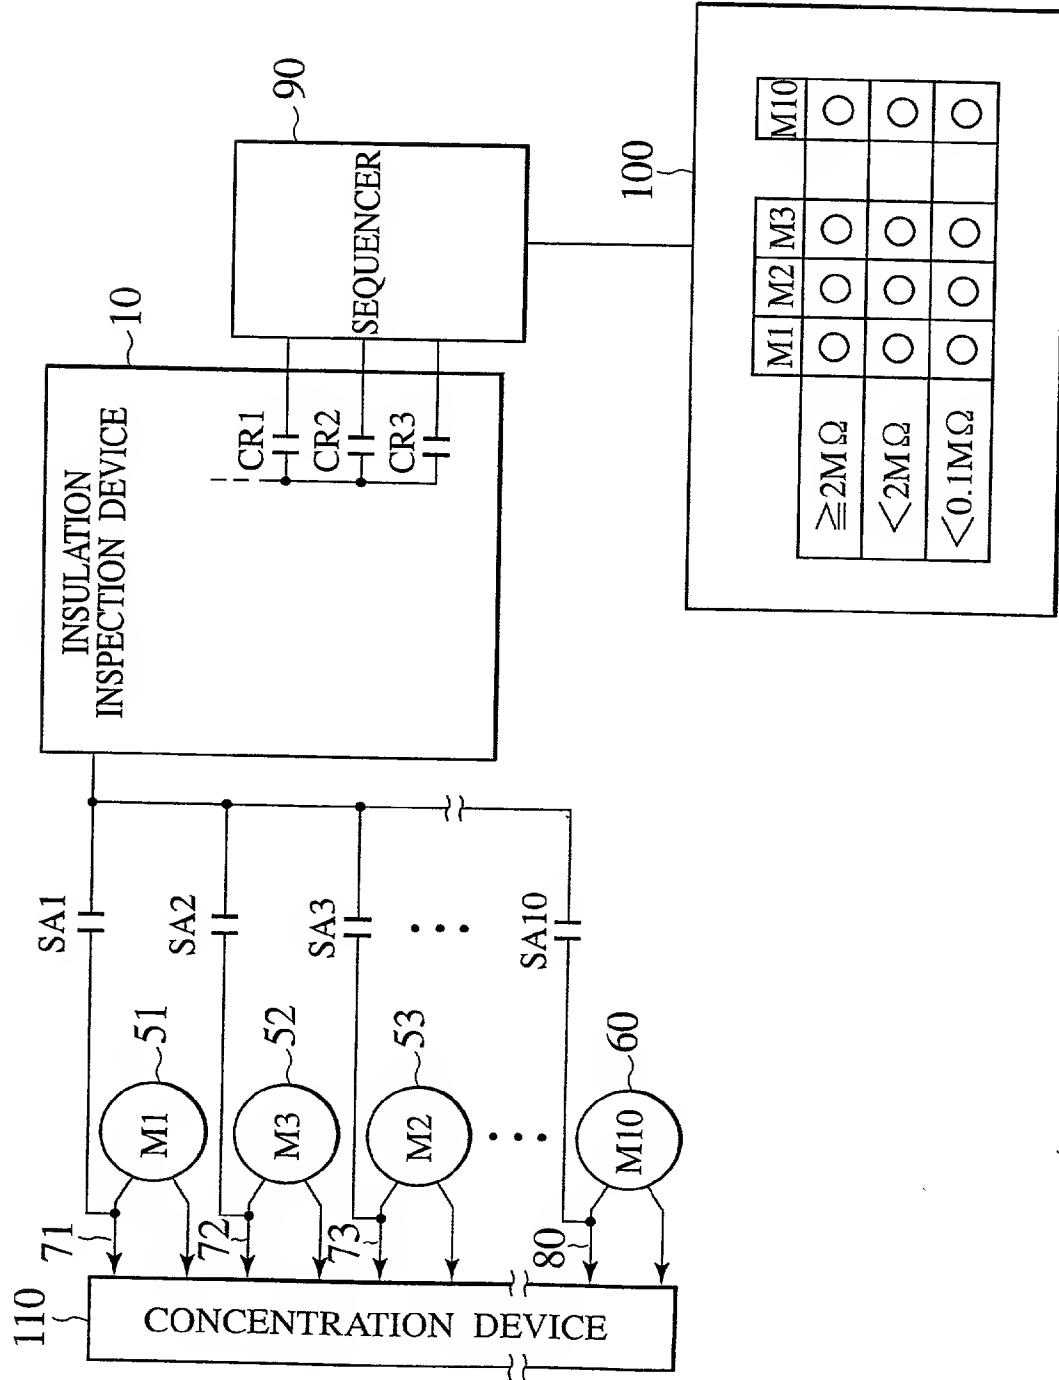 110
CONCENTRATION DEVICE
71
72
73
80
M1
51
M3
52
M2
53
M10
60
SA1
SA2
SA3
SA10
INSULATION
INSPECTION DEVICE
10
CR1
CR2
CR3
SEQUENCER
90
100
M1 M2 M3 M10
≧2MΩ
<2MΩ
<0.1MΩ